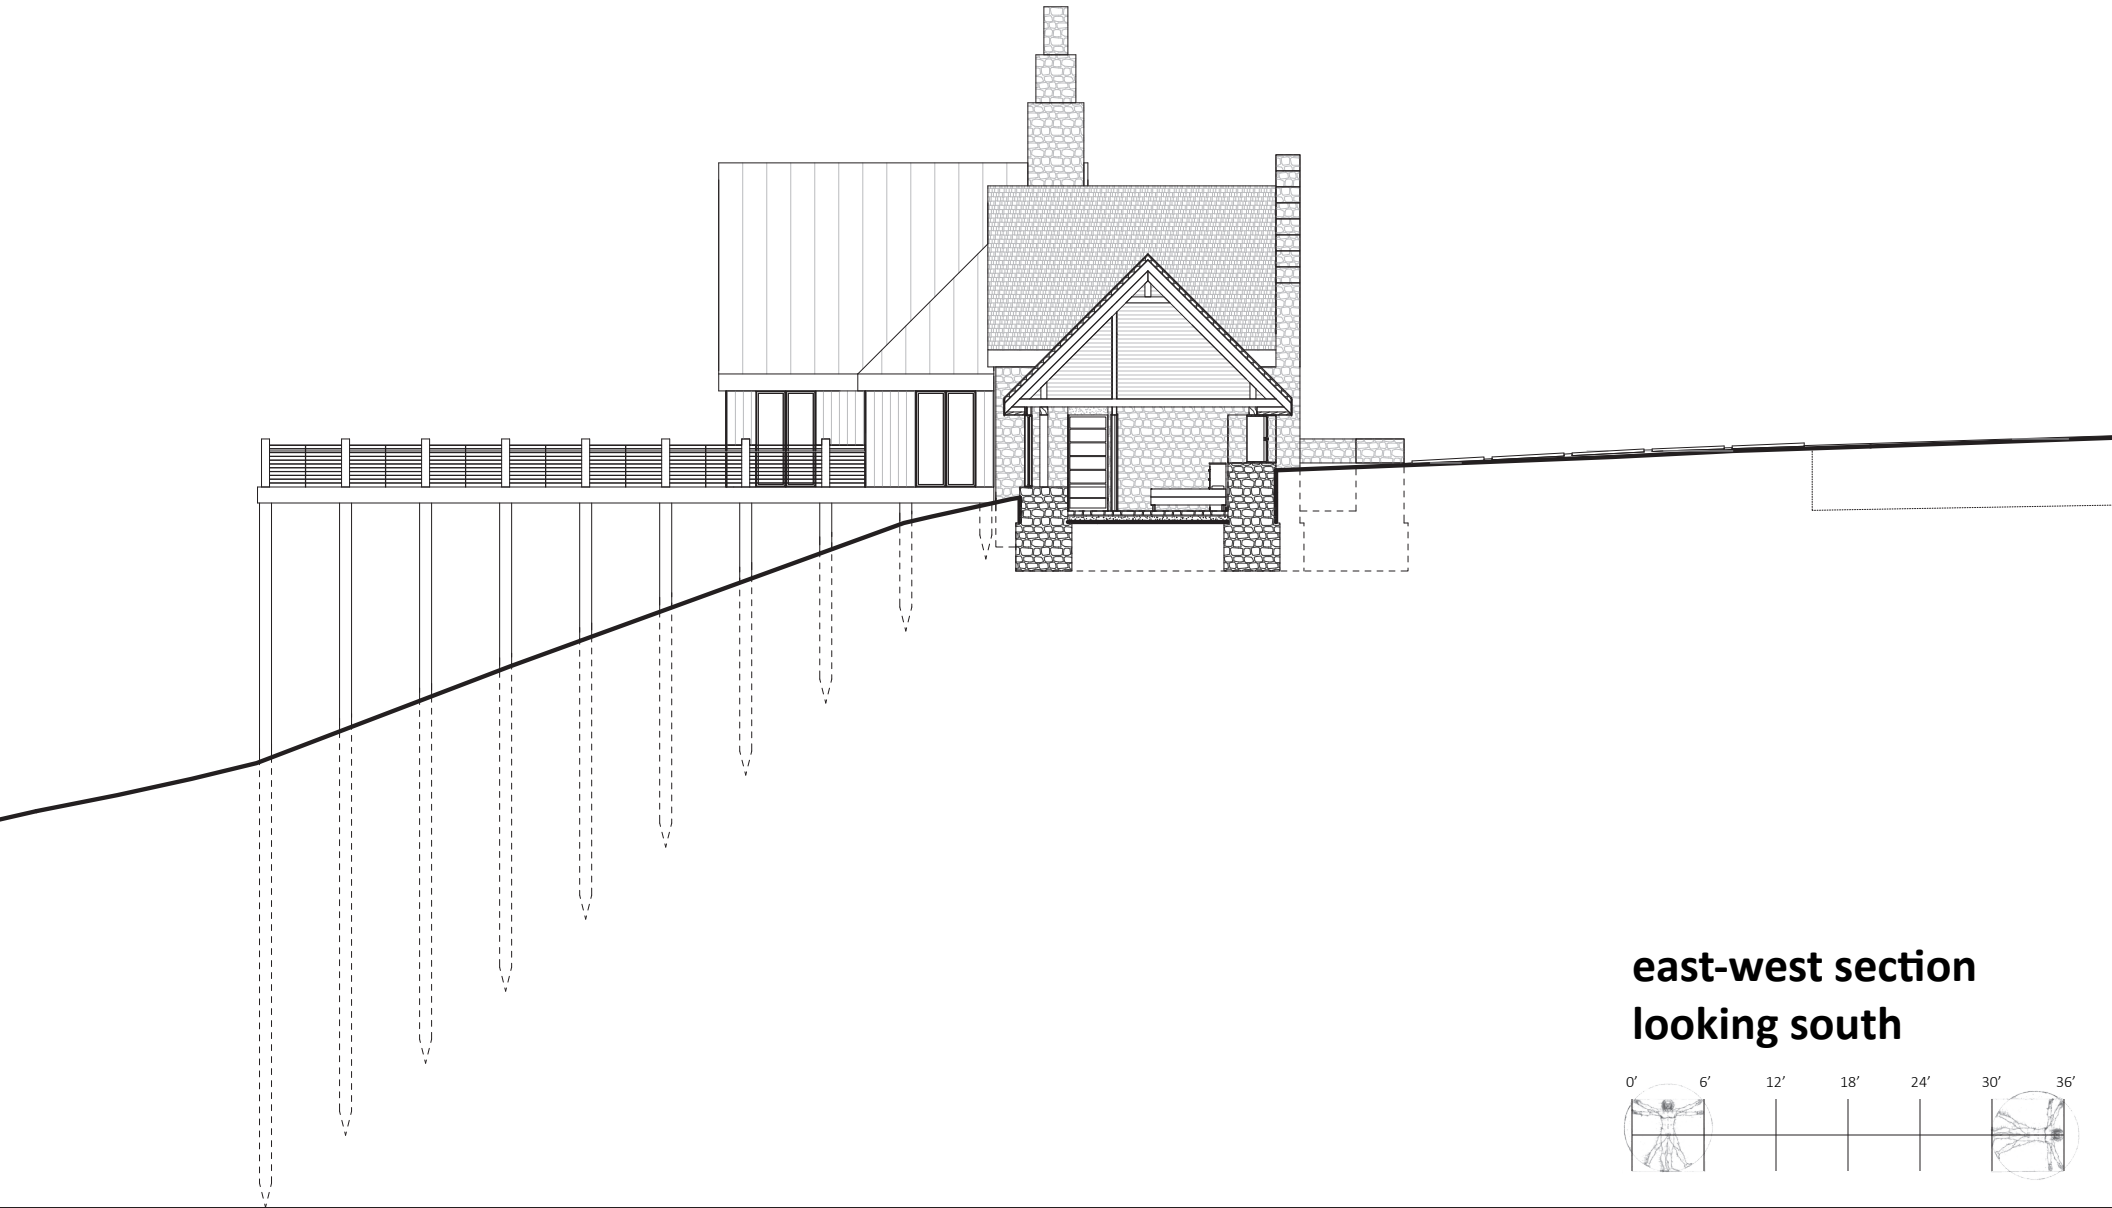 east-west section
looking south
0’ 6’ 12’ 18’ 24’ 30’ 36’